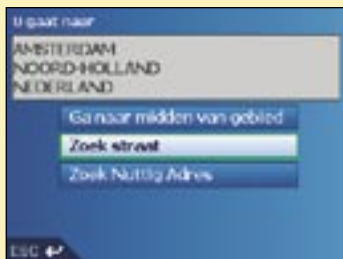 U gaat naar
AMSTERDAM
NOORD-HOLLAND
NEDERLAND
Ga naar midden van gebied
Zoek straat
Zoek Nuttig Adres
ESC